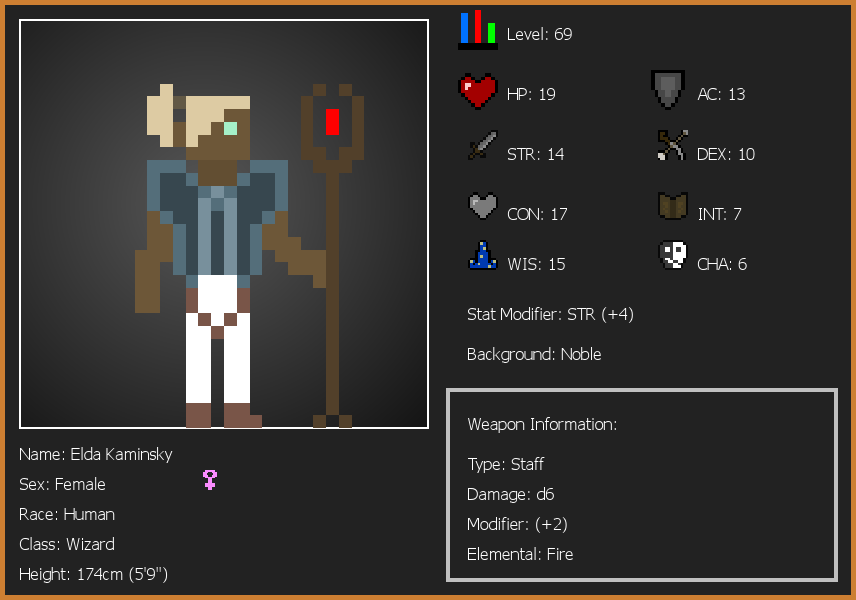 Level: 69
HP: 19
AC: 13
STR: 14
DEX: 10
CON: 17
INT: 7
WIS: 15
CHA: 6
Stat Modifier: STR (+4)
Background: Noble
Weapon Information:
Type: Staff
Damage: d6
Modifier: (+2)
Elemental: Fire
Name: Elda Kaminsky
Sex: Female
Race: Human
Class: Wizard
Height: 174cm (5'9")